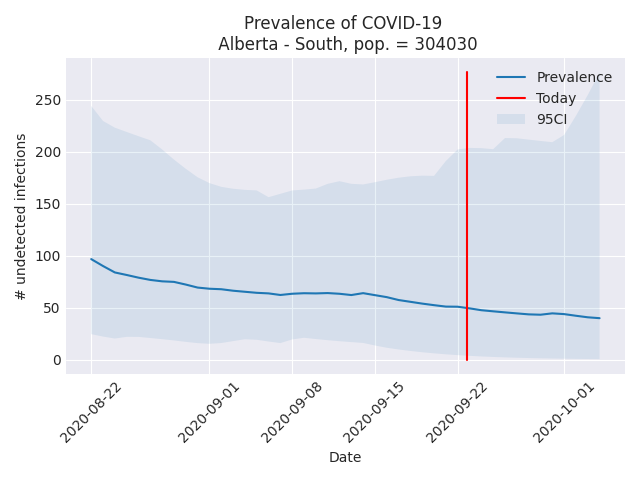 Prevalence of COVID-19
Alberta - South, pop. = 304030
Prevalence
Today
95CI
250
200
150
100
50
0
# undetected infections
2020-08-22
2020-09-01
2020-09-08
2020-09-15
2020-09-22
2020-10-01
Date